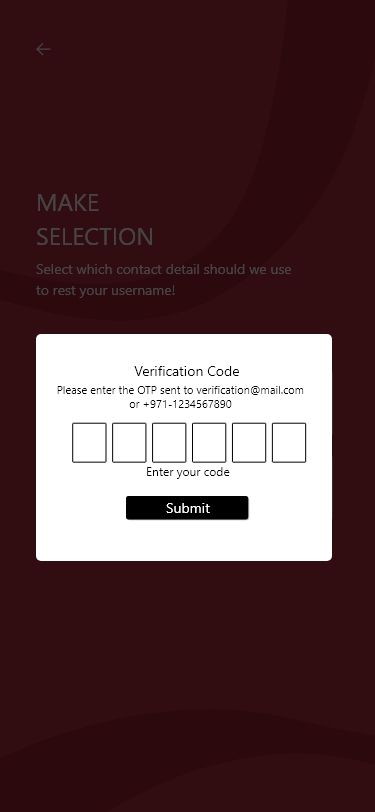 MAKE
SELECTION
Select which contact detail should we use
to rest your username!
Verification Code
Please enter the OTP sent to verification@mail.com
or +971-1234567890
Enter your code
Submit